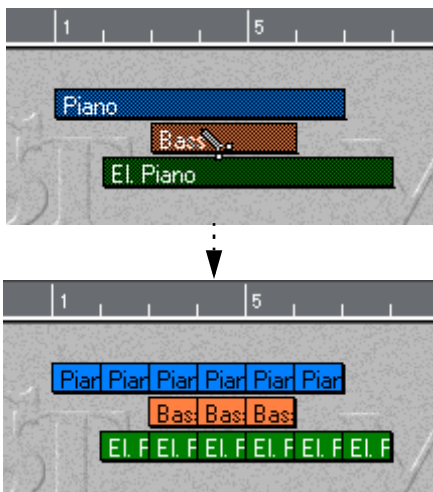 1 5
Piano
Bass
El. Piano
1 5
Piar Piar Piar Piar Piar Piar
Bas Bas Bas
El. F El. F El. F El. F El. F El. F